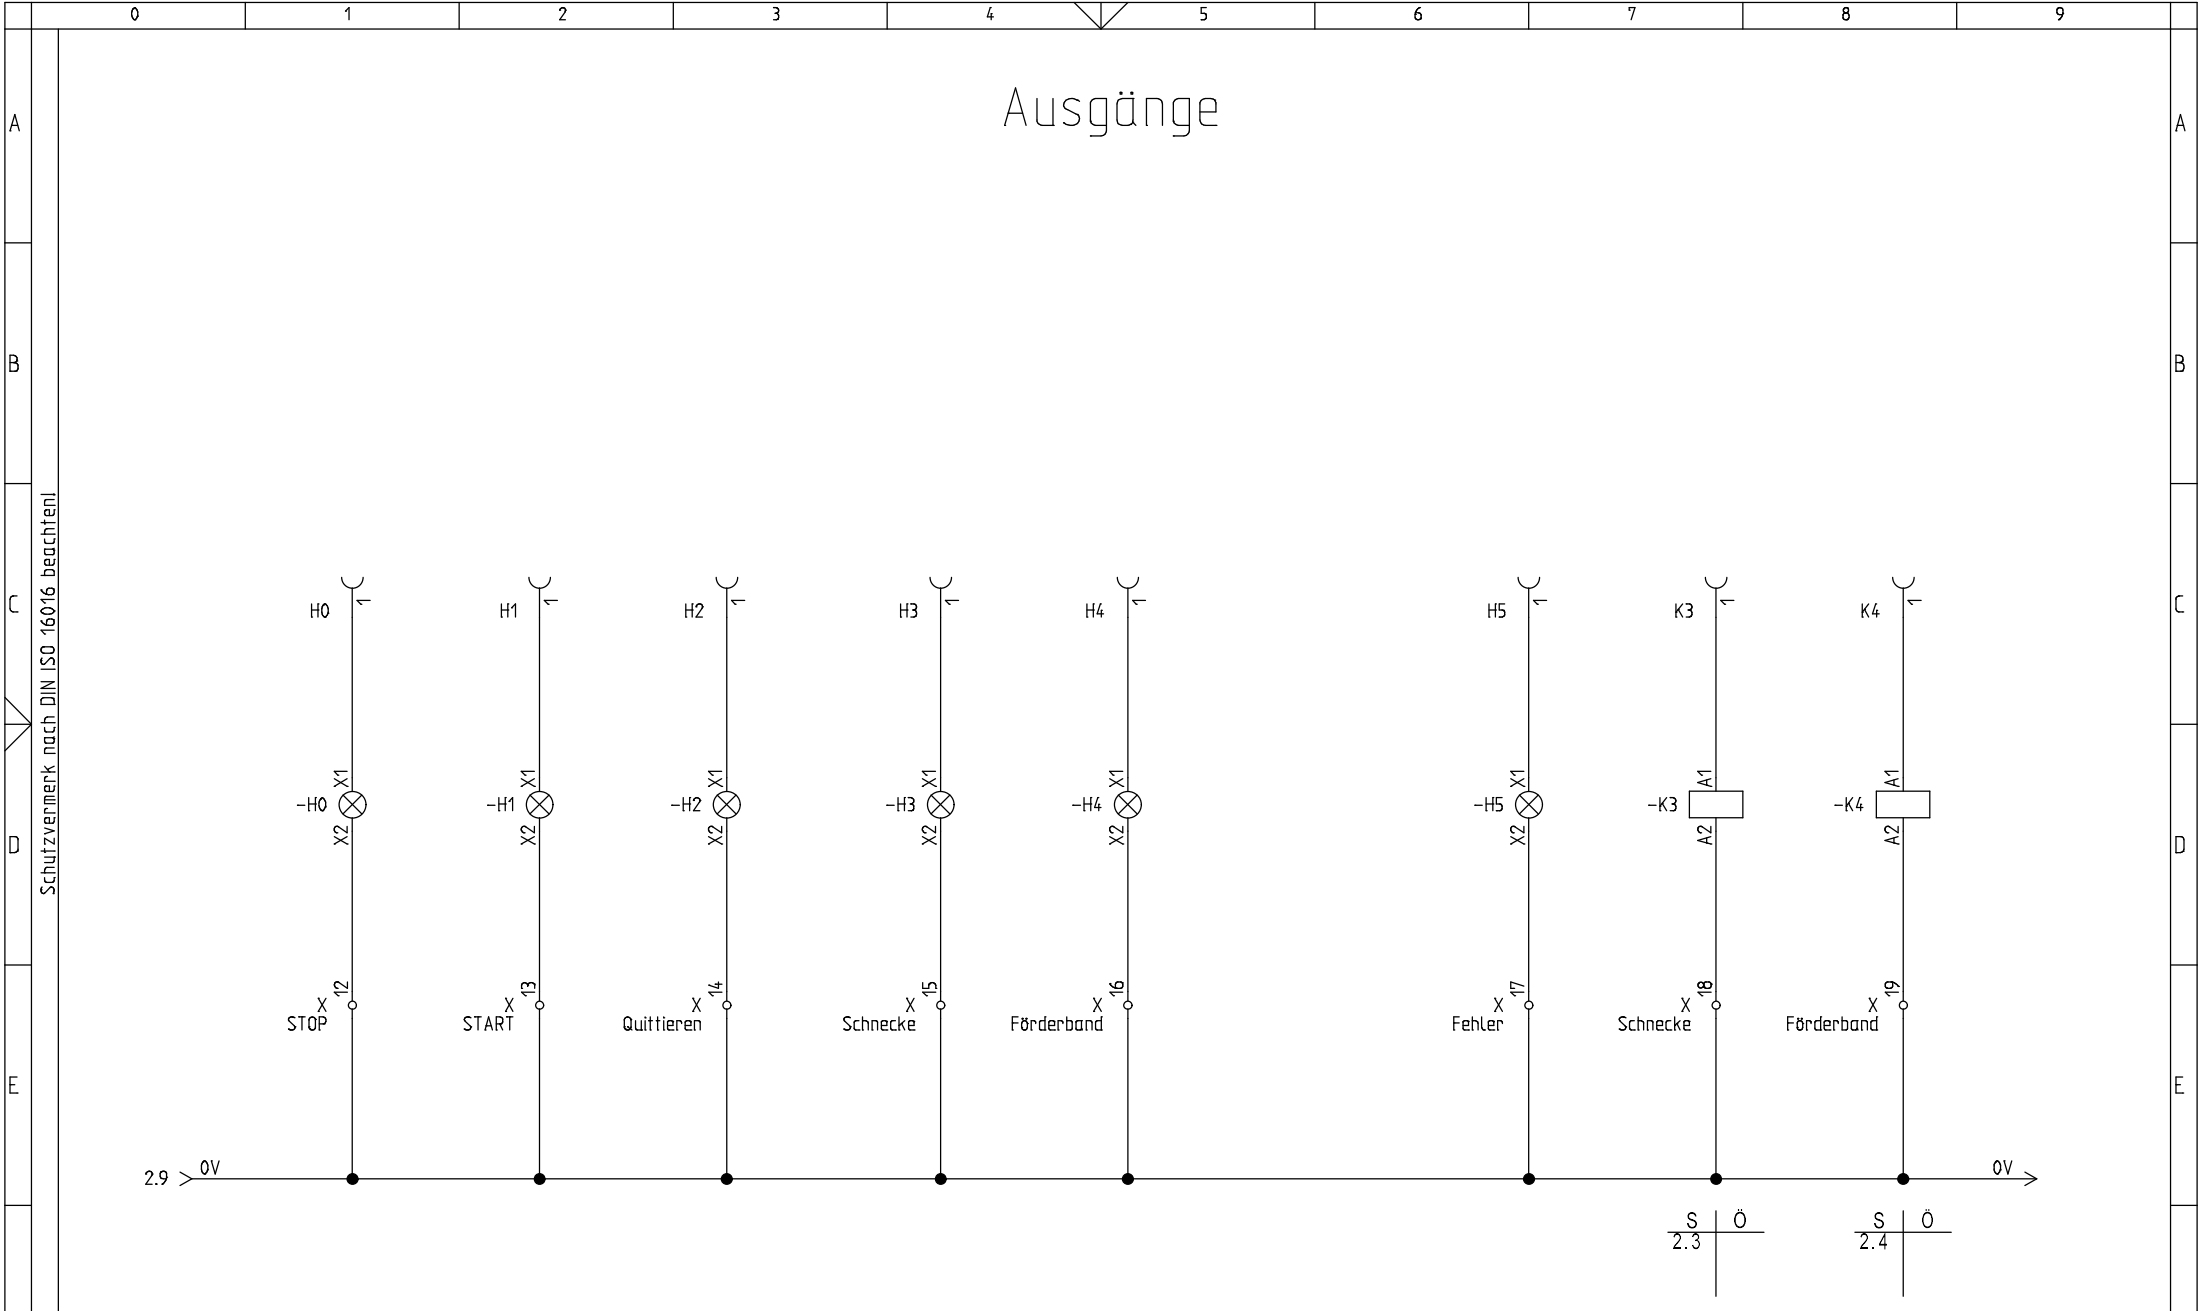 0 1 2 3 4 5 6 7 8 9
Ausgänge
A A
B B
C C
D D
E E
Schutzvermerk nach DIN ISO 16016 beachten!
H0 1 H1 1 H2 1 H3 1 H4 1 H5 1 K3 1 K4 1
X1 X1 X1 X1 X1 X1 A1 A1
-H0 -H1 -H2 -H3 -H4 -H5 -K3 -K4
X2 X2 X2 X2 X2 X2 A2 A2
X 12 X 13 X 14 X 15 X 16 X 17 X 18 X 19
STOP START Quittieren Schnecke Förderband Fehler Schnecke Förderband
2.9 0V 0V
S Ö S Ö
2.3 2.4